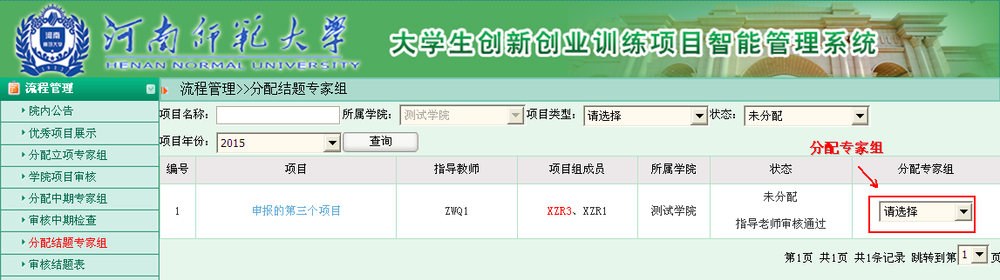 河南师范大学
HENAN NORMAL UNIVERSITY
大学生创新创业训练项目智能管理系统
流程管理
院内公告
优秀项目展示
分配立项专家组
学院项目审核
分配中期专家组
审核中期检查
分配结题专家组
审核结题表
流程管理>>分配结题专家组
项目名称: 所属学院: 测试学院 项目类型: 请选择 状态: 未分配
项目年份: 2015 查询
分配专家组
编号 项目 指导教师 项目组成员 所属学院 状态 分配专家组
1 申报的第三个项目 ZWQ1 XZR3、XZR1 测试学院 未分配 请选择
指导老师审核通过
第1页 共1页 共1条记录 跳转到第 1 页